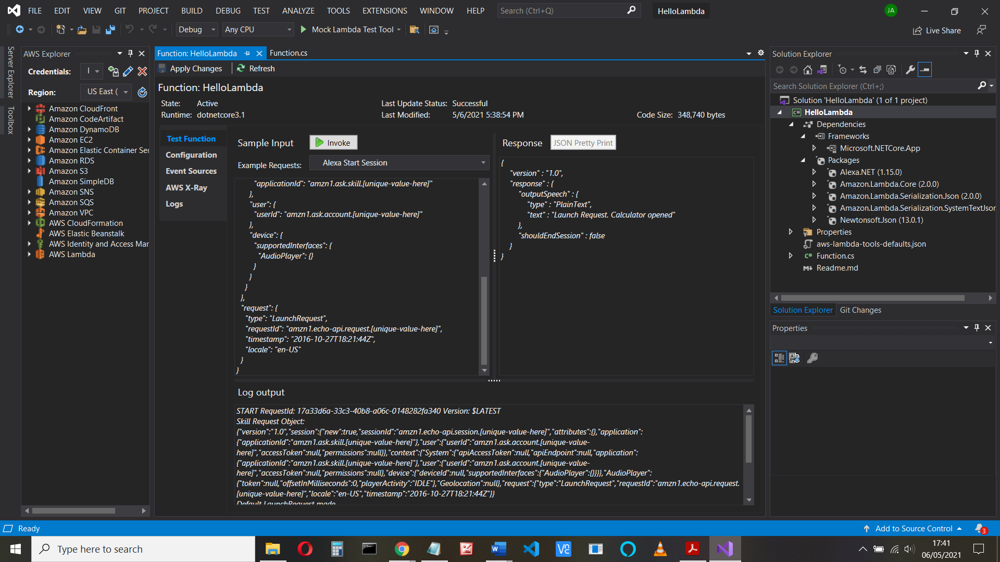 FILE EDIT VIEW GIT PROJECT BUILD DEBUG TEST ANALYZE TOOLS EXTENSIONS WINDOW HELP Search (Ctrl+Q) HelloLambda JA
Debug Any CPU Mock Lambda Test Tool Live Share
Server Explorer
Toolbox
AWS Explorer
Credentials:
Region: US East (
Amazon CloudFront
Amazon CodeArtifact
Amazon DynamoDB
Amazon EC2
Amazon Elastic Container Ser
Amazon RDS
Amazon S3
Amazon SimpleDB
Amazon SNS
Amazon SQS
Amazon VPC
AWS CloudFormation
AWS Elastic Beanstalk
AWS Identity and Access Mar
AWS Lambda
Function: HelloLambda Function.cs
Apply Changes Refresh
Function: HelloLambda
State: Active Last Update Status: Successful
Runtime: dotnetcore3.1 Last Modified: 5/6/2021 5:38:54 PM Code Size: 348,740 bytes
Test Function
Configuration
Event Sources
AWS X-Ray
Logs
Sample Input Invoke
Example Requests: Alexa Start Session
"applicationId": "amzn1.ask.skill.[unique-value-here]"
},
"user": {
"userId": "amzn1.ask.account.[unique-value-here]"
},
"device": {
"supportedInterfaces": {
"AudioPlayer": {}
}
}
}
},
"request": {
"type": "LaunchRequest",
"requestId": "amzn1.echo-api.request.[unique-value-here]",
"timestamp": "2016-10-27T18:21:44Z",
"locale": "en-US"
}
}
Response JSON Pretty Print
{
"version" : "1.0",
"response" : {
"outputSpeech" : {
"type" : "PlainText",
"text" : "Launch Request. Calculator opened"
},
"shouldEndSession" : false
}
}
Log output
START RequestId: 17a33d6a-33c3-40b8-a06c-0148282fa340 Version: $LATEST
Skill Request Object:
{"version":"1.0","session":{"new":true,"sessionId":"amzn1.echo-api.session.[unique-value-here]","attributes":{},"application":
{"applicationId":"amzn1.ask.skill.[unique-value-here]"},"user":{"userId":"amzn1.ask.account.[unique-value-
here]","accessToken":null,"permissions":null}},"context":{"System":{"apiAccessToken":null,"apiEndpoint":null,"application":
{"applicationId":"amzn1.ask.skill.[unique-value-here]"},"user":{"userId":"amzn1.ask.account.[unique-value-
here]","accessToken":null,"permissions":null},"device":{"deviceId":null,"supportedInterfaces":{"AudioPlayer":{}}}},"AudioPlayer":
{"token":null,"offsetInMilliseconds":0,"playerActivity":"IDLE"},"Geolocation":null},"request":{"type":"LaunchRequest","requestId":"amzn1.echo-api.request.
[unique-value-here]","locale":"en-US","timestamp":"2016-10-27T18:21:44Z"}}
Default LaunchRequest made
Solution Explorer
Search Solution Explorer (Ctrl+;)
Solution 'HelloLambda' (1 of 1 project)
HelloLambda
Dependencies
Frameworks
Microsoft.NETCore.App
Packages
Alexa.NET (1.15.0)
Amazon.Lambda.Core (2.0.0)
Amazon.Lambda.Serialization.Json (2.0.0)
Amazon.Lambda.Serialization.SystemTextJsor
Newtonsoft.Json (13.0.1)
Properties
aws-lambda-tools-defaults.json
Function.cs
Readme.md
Solution Explorer Git Changes
Properties
Ready Add to Source Control 3
Type here to search 17:41
06/05/2021